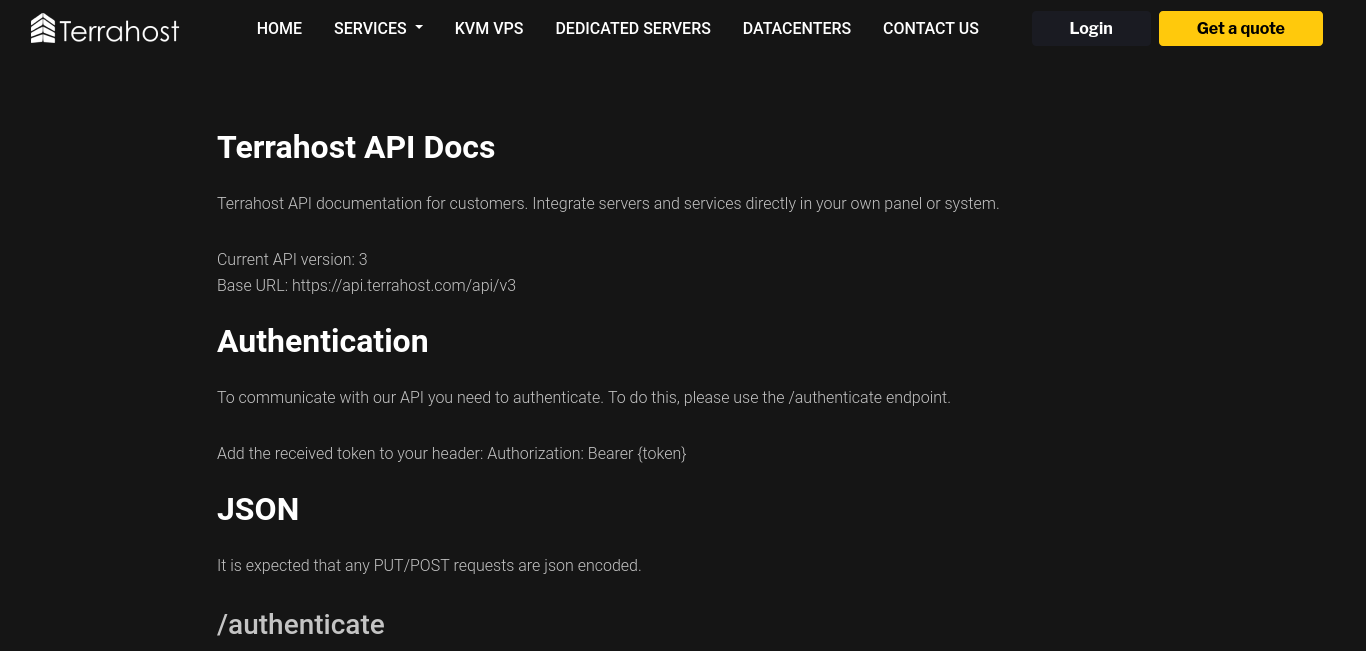 Terrahost
HOME SERVICES KVM VPS DEDICATED SERVERS DATACENTERS CONTACT US Login Get a quote
Terrahost API Docs
Terrahost API documentation for customers. Integrate servers and services directly in your own panel or system.
Current API version: 3
Base URL: https://api.terrahost.com/api/v3
Authentication
To communicate with our API you need to authenticate. To do this, please use the /authenticate endpoint.
Add the received token to your header: Authorization: Bearer {token}
JSON
It is expected that any PUT/POST requests are json encoded.
/authenticate